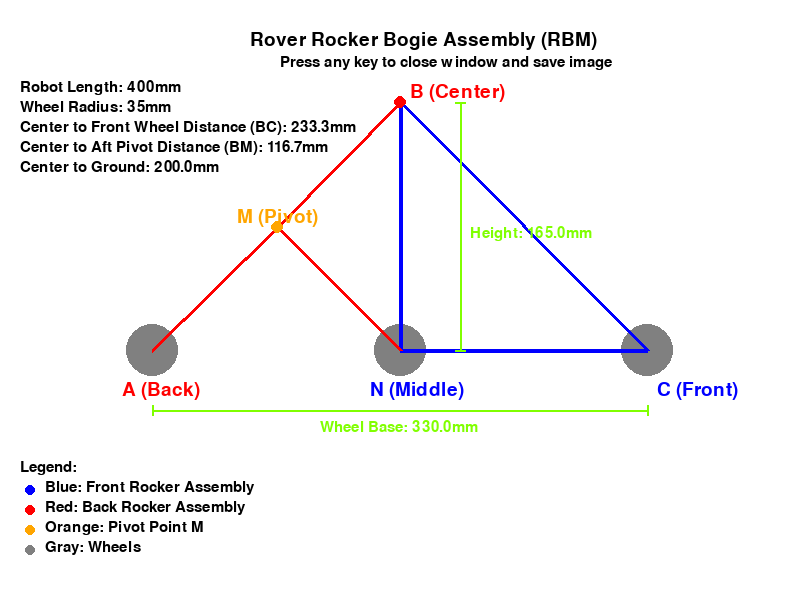 Rover Rocker Bogie Assembly (RBM)
Press any key to close window and save image
Robot Length: 400mm
Wheel Radius: 35mm
Center to Front Wheel Distance (BC): 233.3mm
Center to Aft Pivot Distance (BM): 116.7mm
Center to Ground: 200.0mm
B (Center)
M (Pivot)
Height: 165.0mm
A (Back)
N (Middle)
C (Front)
Wheel Base: 330.0mm
Legend:
Blue: Front Rocker Assembly
Red: Back Rocker Assembly
Orange: Pivot Point M
Gray: Wheels